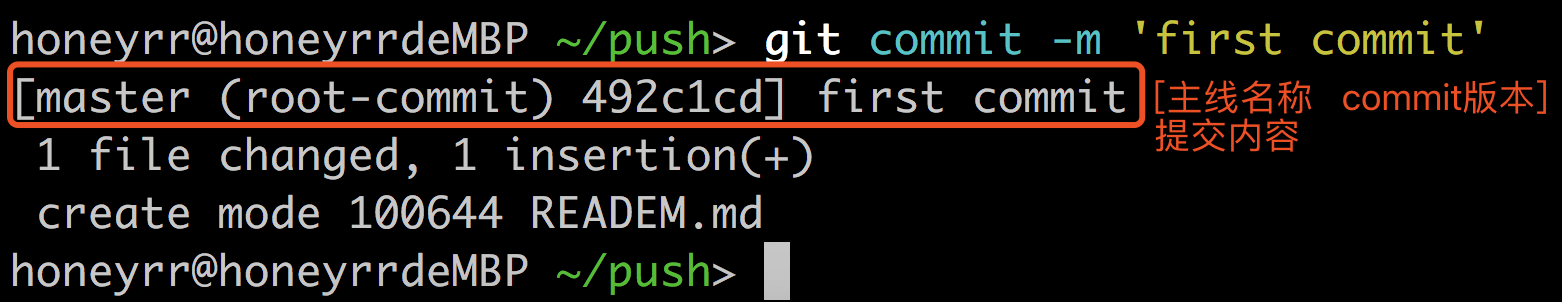 honeyrr@honeyrrdeMBP ~/push> git commit -m 'first commit'
[master (root-commit) 492c1cd] first commit [主线名称 commit版本]
提交内容
1 file changed, 1 insertion(+)
create mode 100644 READEM.md
honeyrr@honeyrrdeMBP ~/push>